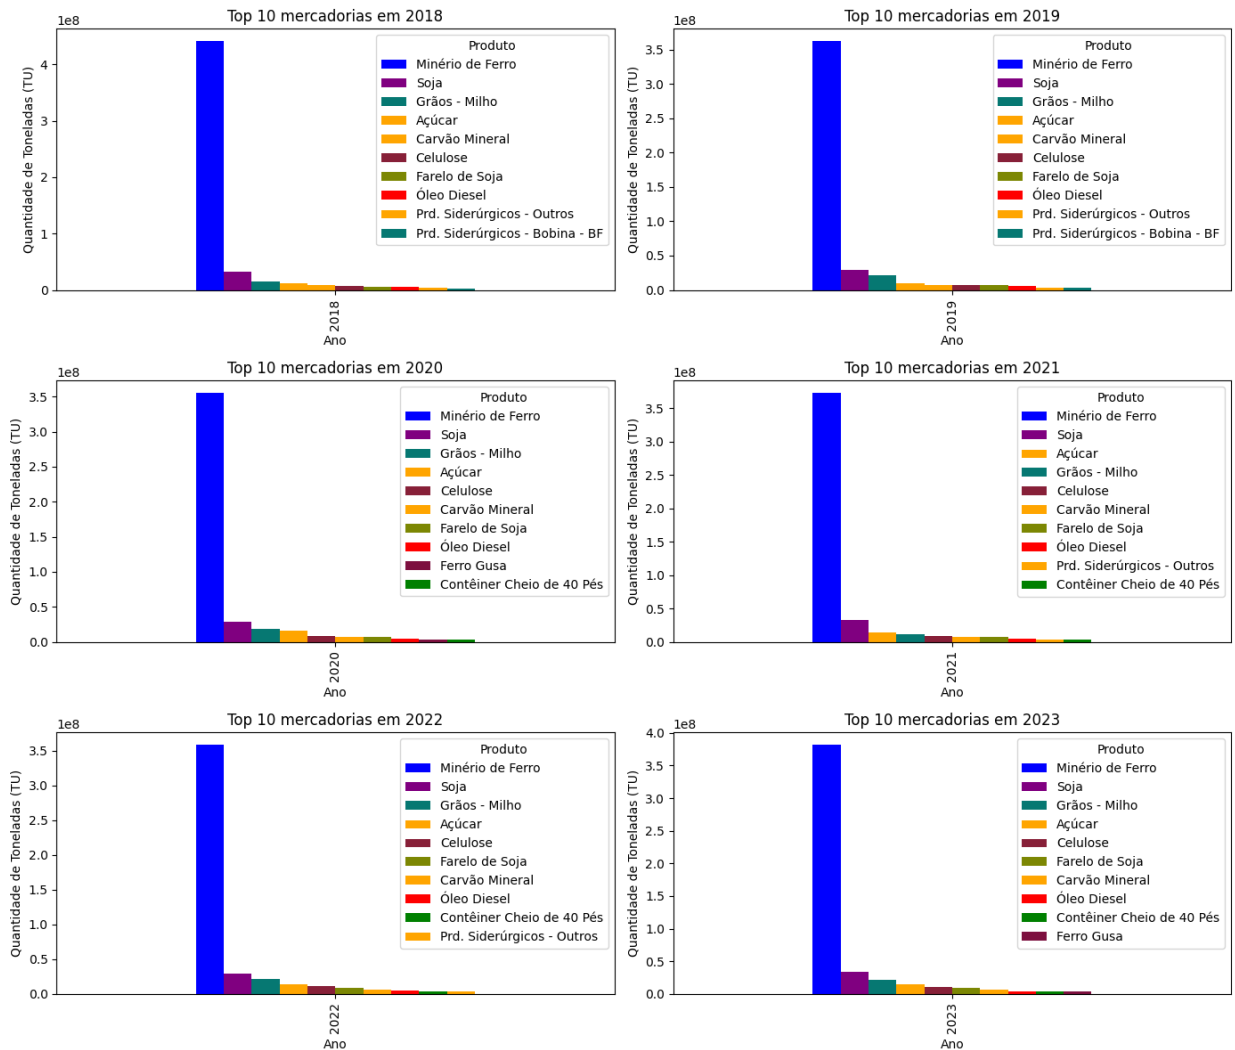 Top 10 mercadorias em 2018
1e8
Quantidade de Toneladas (TU)
4
3
2
1
0
Produto
Minério de Ferro
Soja
Grãos - Milho
Açúcar
Carvão Mineral
Celulose
Farelo de Soja
Óleo Diesel
Prd. Siderúrgicos - Outros
Prd. Siderúrgicos - Bobina - BF
2018
Ano
Top 10 mercadorias em 2019
1e8
Quantidade de Toneladas (TU)
3.5
3.0
2.5
2.0
1.5
1.0
0.5
0.0
Produto
Minério de Ferro
Soja
Grãos - Milho
Açúcar
Carvão Mineral
Celulose
Farelo de Soja
Óleo Diesel
Prd. Siderúrgicos - Outros
Prd. Siderúrgicos - Bobina - BF
2019
Ano
Top 10 mercadorias em 2020
1e8
Quantidade de Toneladas (TU)
3.5
3.0
2.5
2.0
1.5
1.0
0.5
0.0
Produto
Minério de Ferro
Soja
Grãos - Milho
Açúcar
Celulose
Carvão Mineral
Farelo de Soja
Óleo Diesel
Ferro Gusa
Contêiner Cheio de 40 Pés
2020
Ano
Top 10 mercadorias em 2021
1e8
Quantidade de Toneladas (TU)
3.5
3.0
2.5
2.0
1.5
1.0
0.5
0.0
Produto
Minério de Ferro
Soja
Açúcar
Grãos - Milho
Celulose
Carvão Mineral
Farelo de Soja
Óleo Diesel
Prd. Siderúrgicos - Outros
Contêiner Cheio de 40 Pés
2021
Ano
Top 10 mercadorias em 2022
1e8
Quantidade de Toneladas (TU)
3.5
3.0
2.5
2.0
1.5
1.0
0.5
0.0
Produto
Minério de Ferro
Soja
Grãos - Milho
Açúcar
Celulose
Farelo de Soja
Carvão Mineral
Óleo Diesel
Contêiner Cheio de 40 Pés
Prd. Siderúrgicos - Outros
2022
Ano
Top 10 mercadorias em 2023
1e8
Quantidade de Toneladas (TU)
4.0
3.5
3.0
2.5
2.0
1.5
1.0
0.5
0.0
Produto
Minério de Ferro
Soja
Grãos - Milho
Açúcar
Celulose
Farelo de Soja
Carvão Mineral
Óleo Diesel
Contêiner Cheio de 40 Pés
Ferro Gusa
2023
Ano